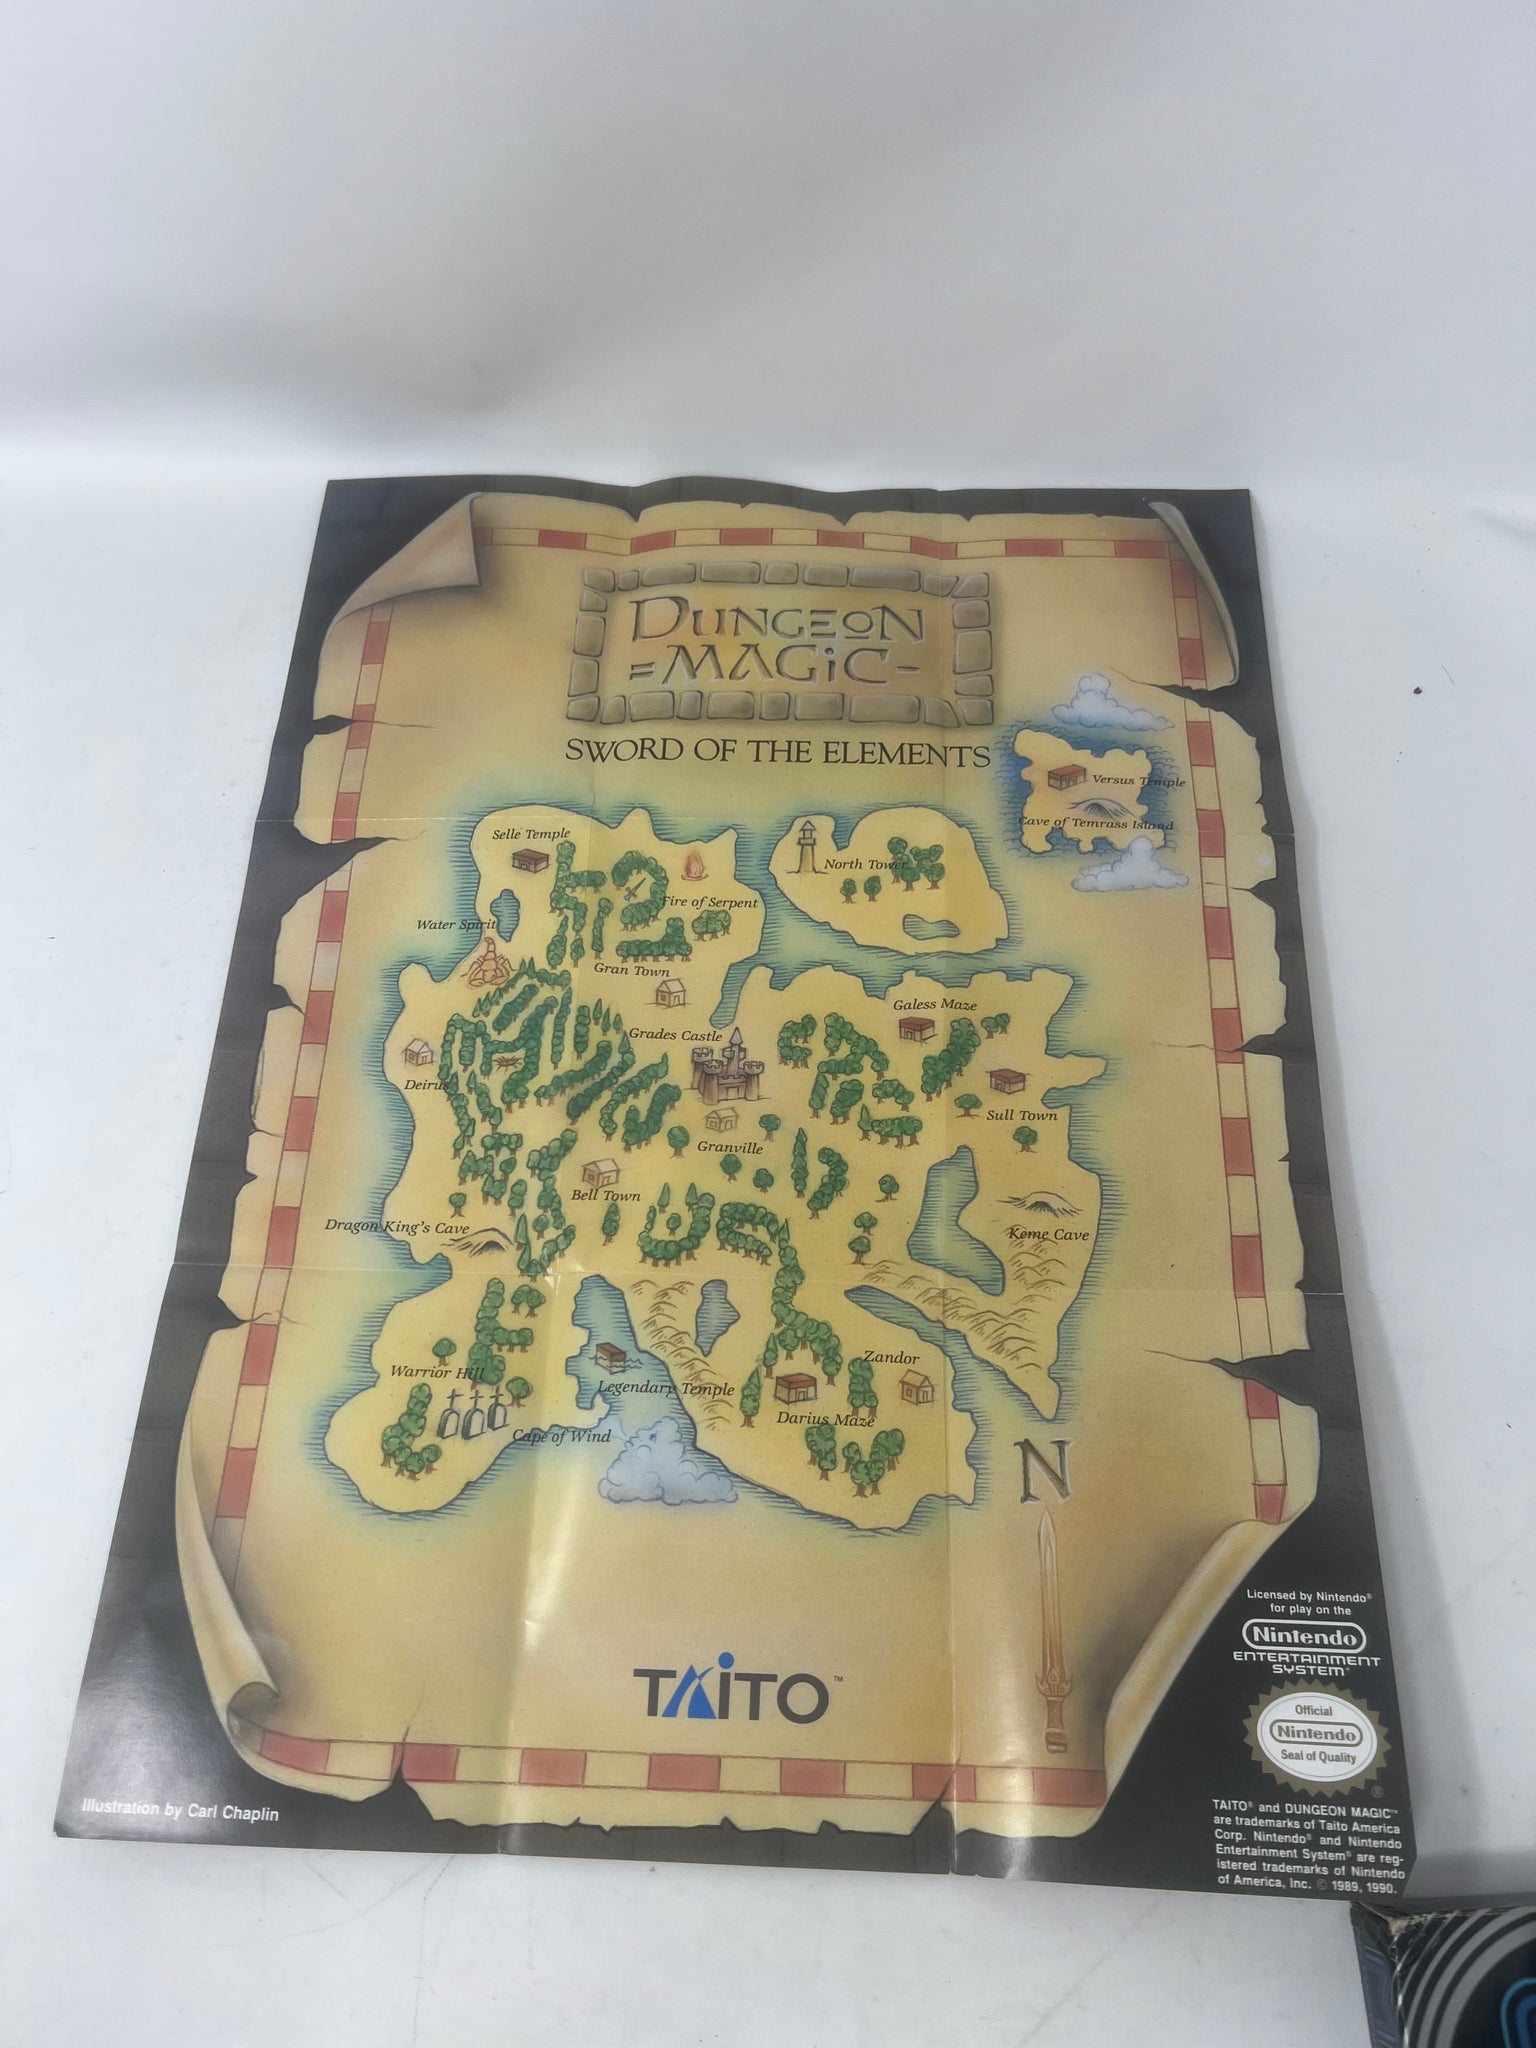 DUNGEON
MAGIC
SWORD OF THE ELEMENTS
Versus Temple
Cave of Temrass Island
Selle Temple
North Tower
Fire of Serpent
Water Spirit
Gran Town
Galess Maze
Grades Castle
Deirus
Sull Town
Granville
Bell Town
Dragon King's Cave
Keme Cave
Warrior Hill
Zandor
Legendary Temple
Darius Maze
Cape of Wind
N
TAITO™
Licensed by Nintendo®
for play on the
Nintendo
ENTERTAINMENT
SYSTEM®
Official
Nintendo
Seal of Quality
®
Illustration by Carl Chaplin
TAITO® and DUNGEON MAGIC™
are trademarks of Taito America
Corp. Nintendo® and Nintendo
Entertainment System® are reg-
istered trademarks of Nintendo
of America, Inc. © 1989, 1990.